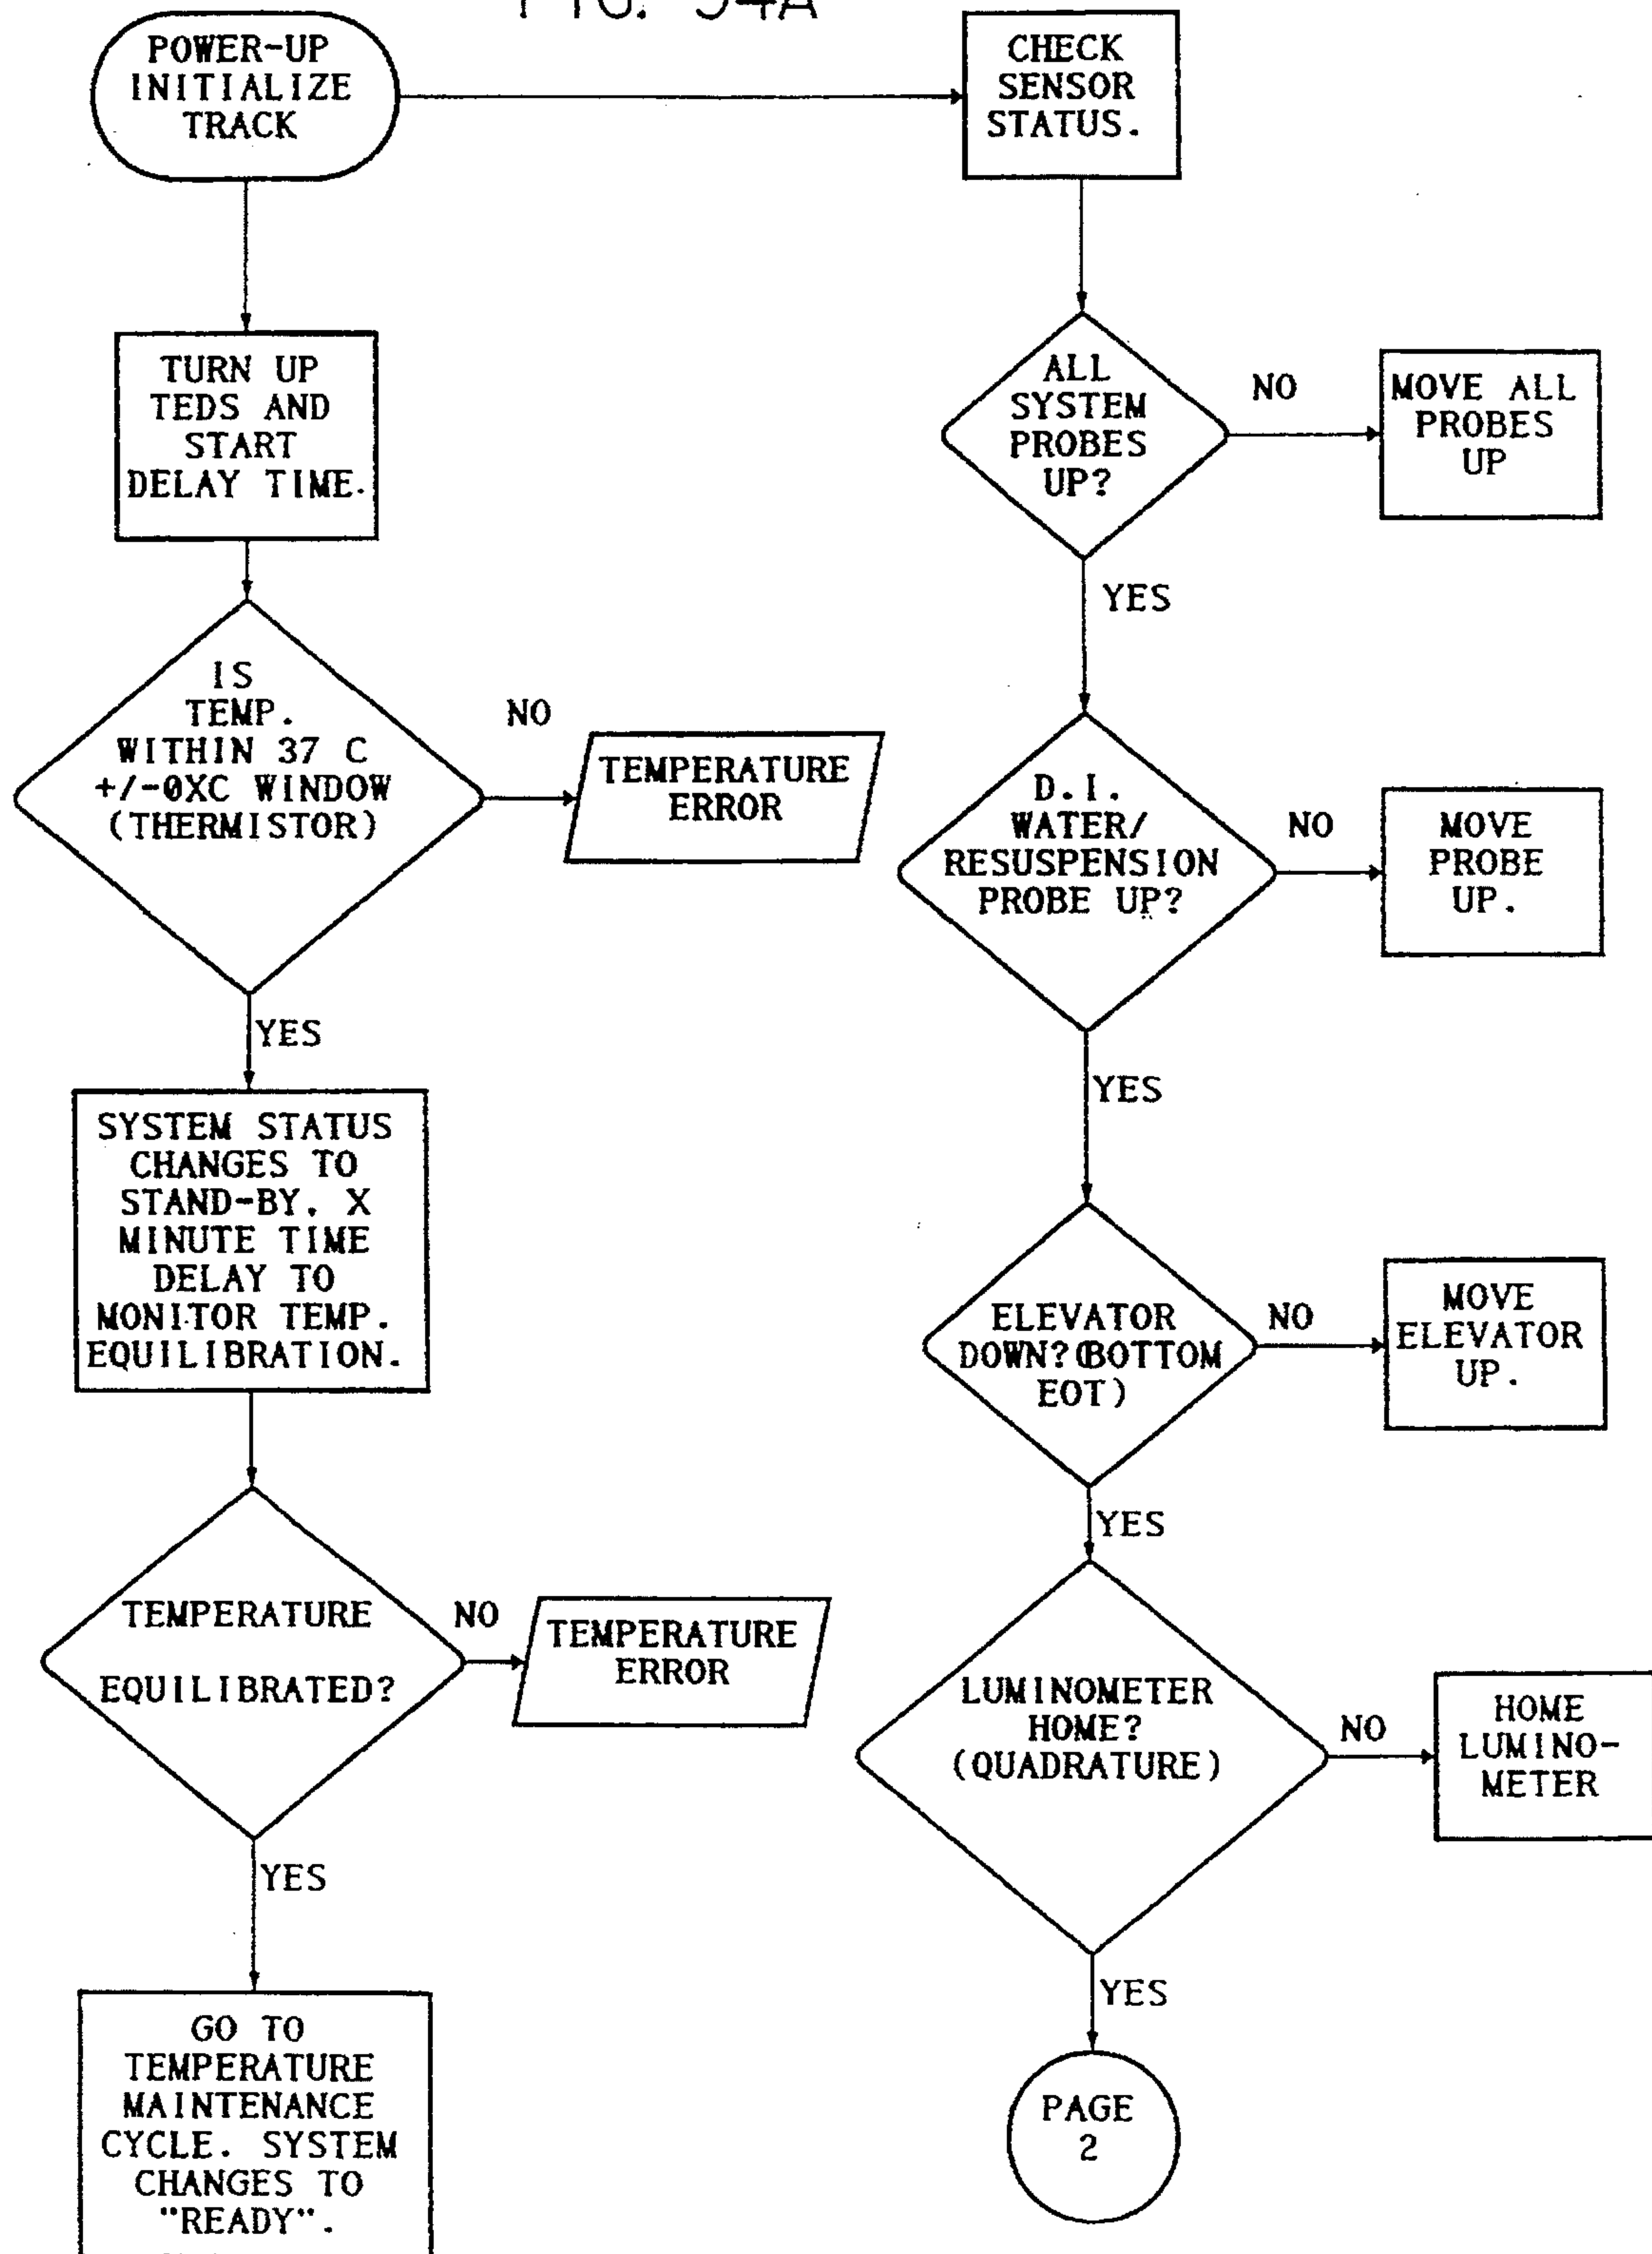 FIG. 54A
POWER-UP
INITIALIZE
TRACK
TURN UP
TEDS AND
START
DELAY TIME.
IS
TEMP.
WITHIN 37 C
+/-0XC WINDOW
(THERMISTOR)
NO
TEMPERATURE
ERROR
YES
SYSTEM STATUS
CHANGES TO
STAND-BY. X
MINUTE TIME
DELAY TO
MONITOR TEMP.
EQUILIBRATION.
TEMPERATURE
EQUILIBRATED?
NO
TEMPERATURE
ERROR
YES
GO TO
TEMPERATURE
MAINTENANCE
CYCLE. SYSTEM
CHANGES TO
"READY".
CHECK
SENSOR
STATUS.
ALL
SYSTEM
PROBES
UP?
NO
MOVE ALL
PROBES
UP
YES
D.I.
WATER/
RESUSPENSION
PROBE UP?
NO
MOVE
PROBE
UP.
YES
ELEVATOR
DOWN?(BOTTOM
EOT)
NO
MOVE
ELEVATOR
UP.
YES
LUMINOMETER
HOME?
(QUADRATURE)
NO
HOME
LUMINO-
METER
YES
PAGE
2